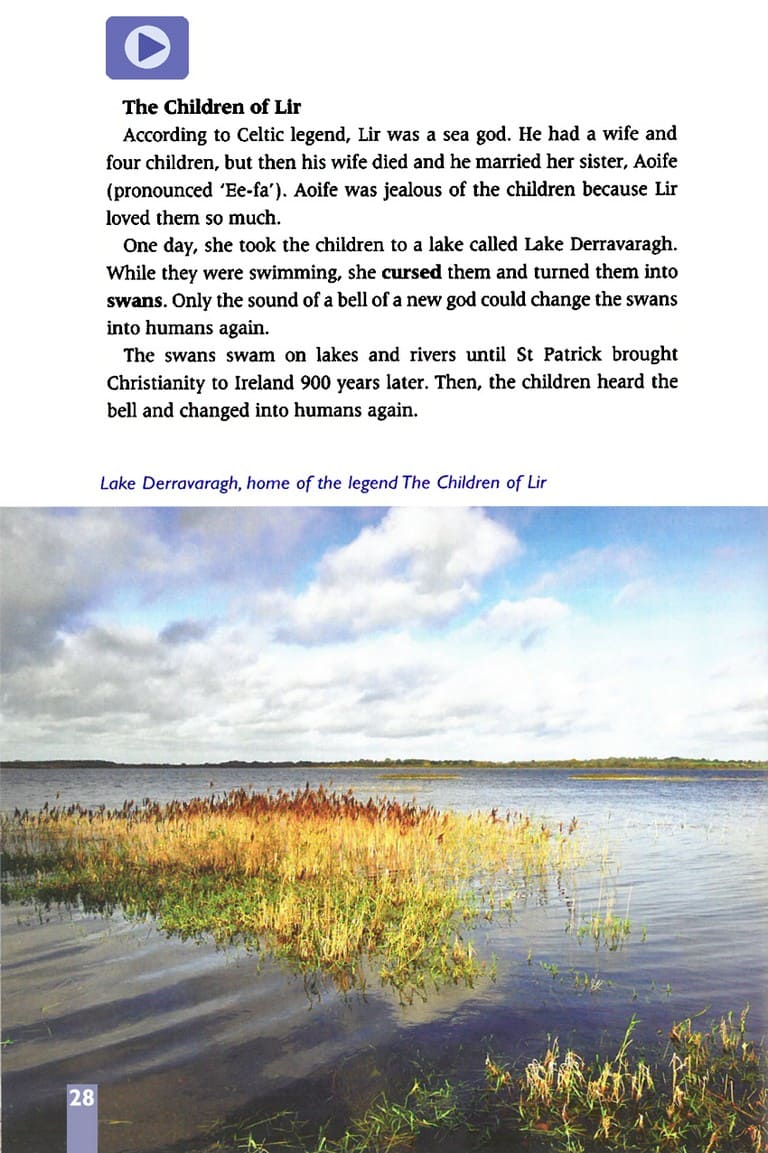 The Children of Lir
According to Celtic legend, Lir was a sea god. He had a wife and
four children, but then his wife died and he married her sister, Aoife
(pronounced ‘Ee-fa’). Aoife was jealous of the children because Lir
loved them so much.
One day, she took the children to a lake called Lake Derravaragh.
While they were swimming, she cursed them and turned them into
swans. Only the sound of a bell of a new god could change the swans
into humans again.
The swans swam on lakes and rivers until St Patrick brought
Christianity to Ireland 900 years later. Then, the children heard the
bell and changed into humans again.
Lake Derravaragh, home of the legend The Children of Lir
28